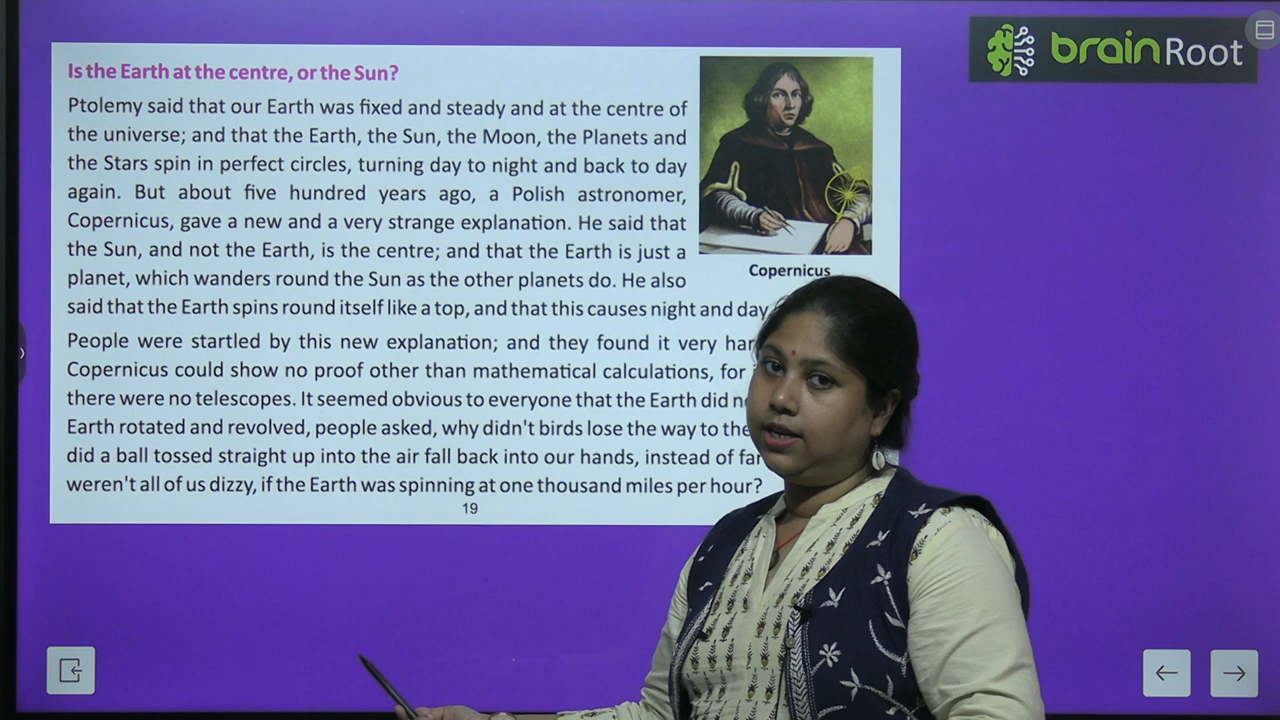 brainRoot
Is the Earth at the centre, or the Sun?
Ptolemy said that our Earth was fixed and steady and at the centre of
the universe; and that the Earth, the Sun, the Moon, the Planets and
the Stars spin in perfect circles, turning day to night and back to day
again. But about five hundred years ago, a Polish astronomer,
Copernicus, gave a new and a very strange explanation. He said that
the Sun, and not the Earth, is the centre; and that the Earth is just a
planet, which wanders round the Sun as the other planets do. He also
said that the Earth spins round itself like a top, and that this causes night and day
Copernicus
People were startled by this new explanation; and they found it very
Copernicus could show no proof other than mathematical calculations, for
there were no telescopes. It seemed obvious to everyone that the Earth did
Earth rotated and revolved, people asked, why didn't birds lose the way to
did a ball tossed straight up into the air fall back into our hands, instead of
weren't all of us dizzy, if the Earth was spinning at one thousand miles per hour?
19